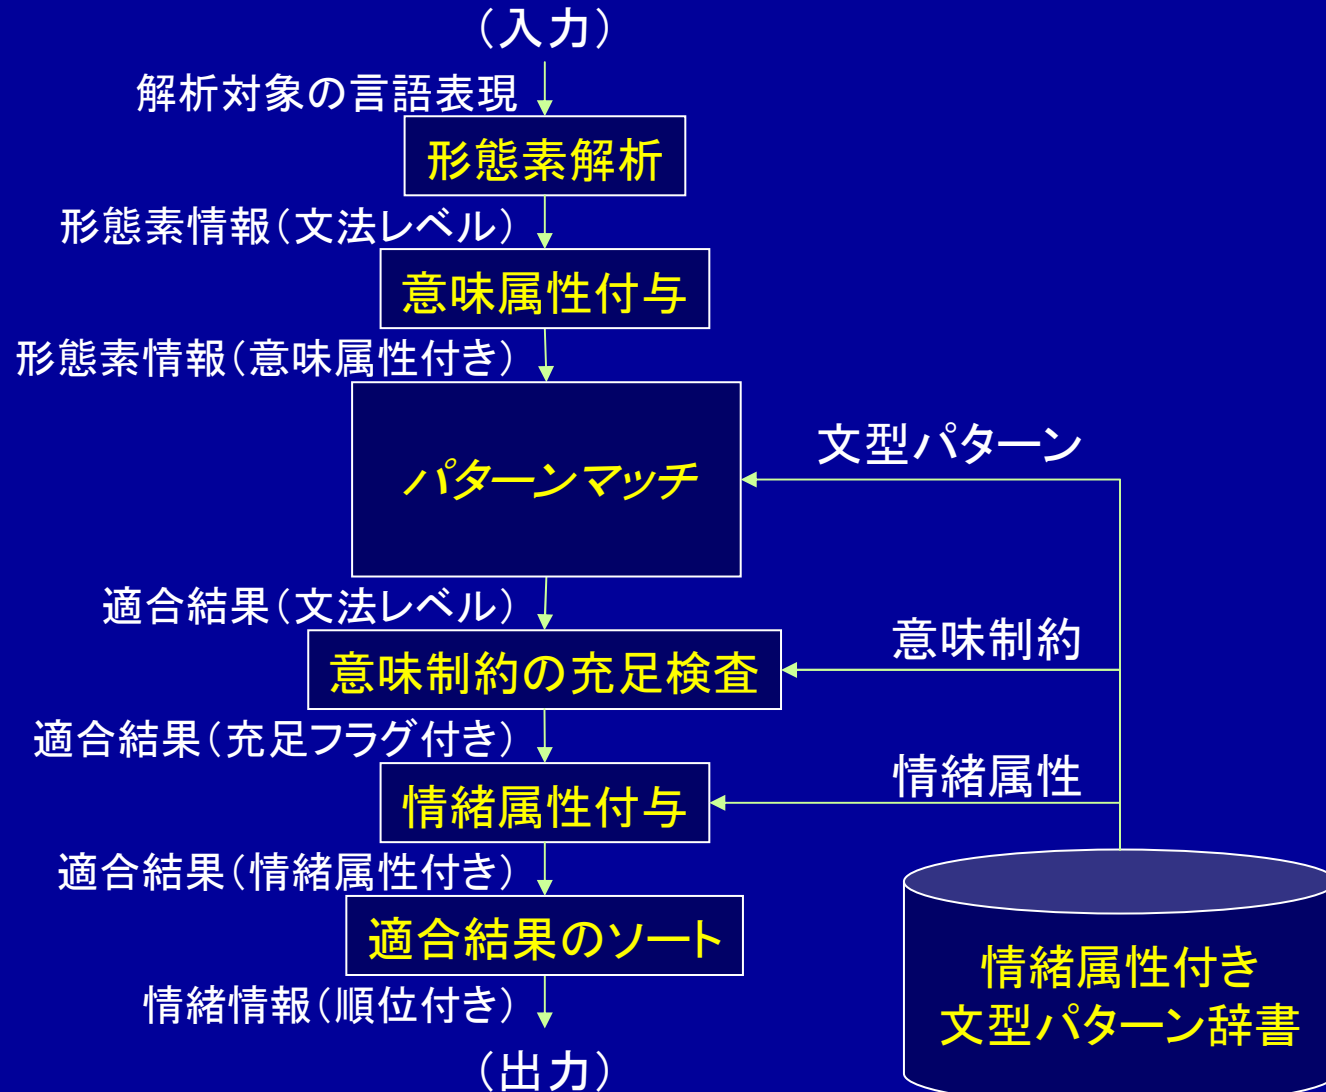 （入力）
解析対象の言語表現
形態素解析
形態素情報（文法レベル）
意味属性付与
形態素情報（意味属性付き）
文型パターン
パターンマッチ
適合結果（文法レベル）
意味制約
意味制約の充足検査
適合結果（充足フラグ付き）
情緒属性
情緒属性付与
適合結果（情緒属性付き）
適合結果のソート
情緒属性付き
文型パターン辞書
情緒情報（順位付き）
（出力）